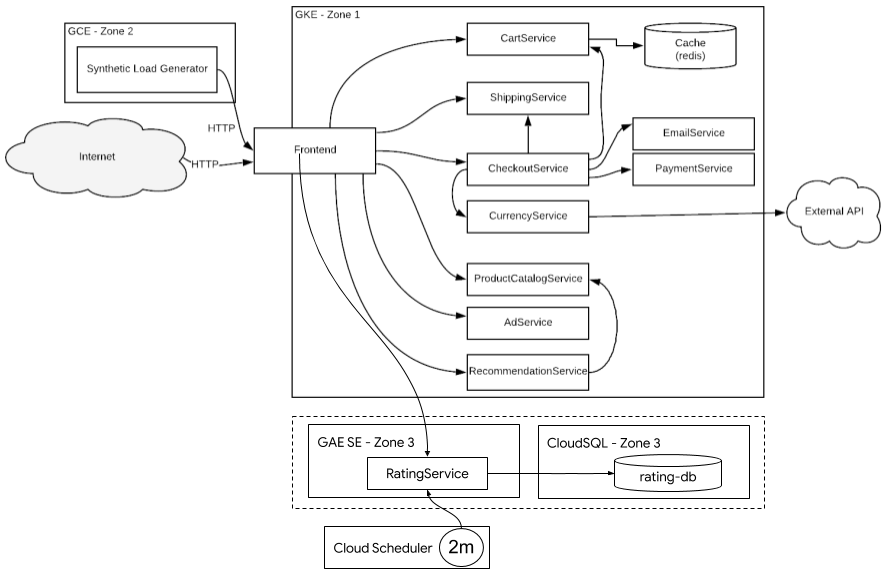 GKE - Zone 1
GCE - Zone 2
Synthetic Load Generator
CartService
Cache
(redis)
ShippingService
HTTP
EmailService
Internet
HTTP
Frontend
CheckoutService
PaymentService
CurrencyService
External API
ProductCatalogService
AdService
RecommendationService
GAE SE - Zone 3
CloudSQL - Zone 3
RatingService
rating-db
Cloud Scheduler
2m